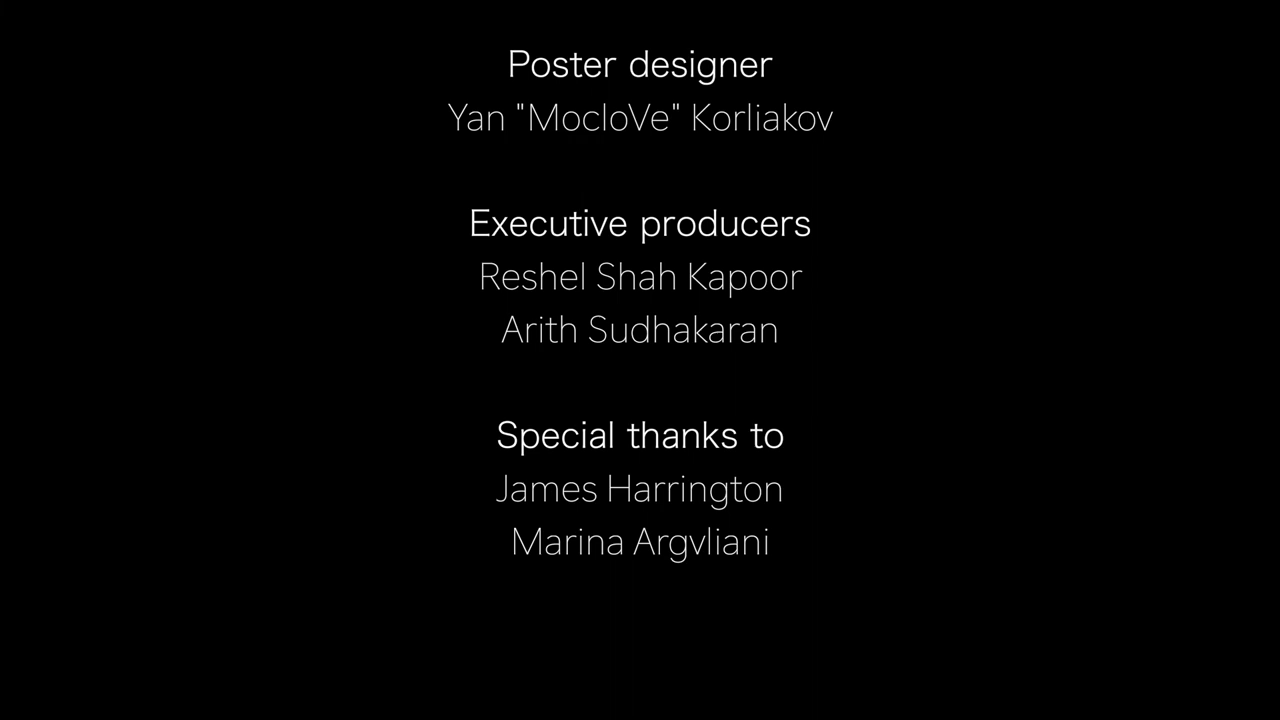 Poster designer
Yan "MocloVe" Korliakov
Executive producers
Reshel Shah Kapoor
Arith Sudhakaran
Special thanks to
James Harrington
Marina Argvliani